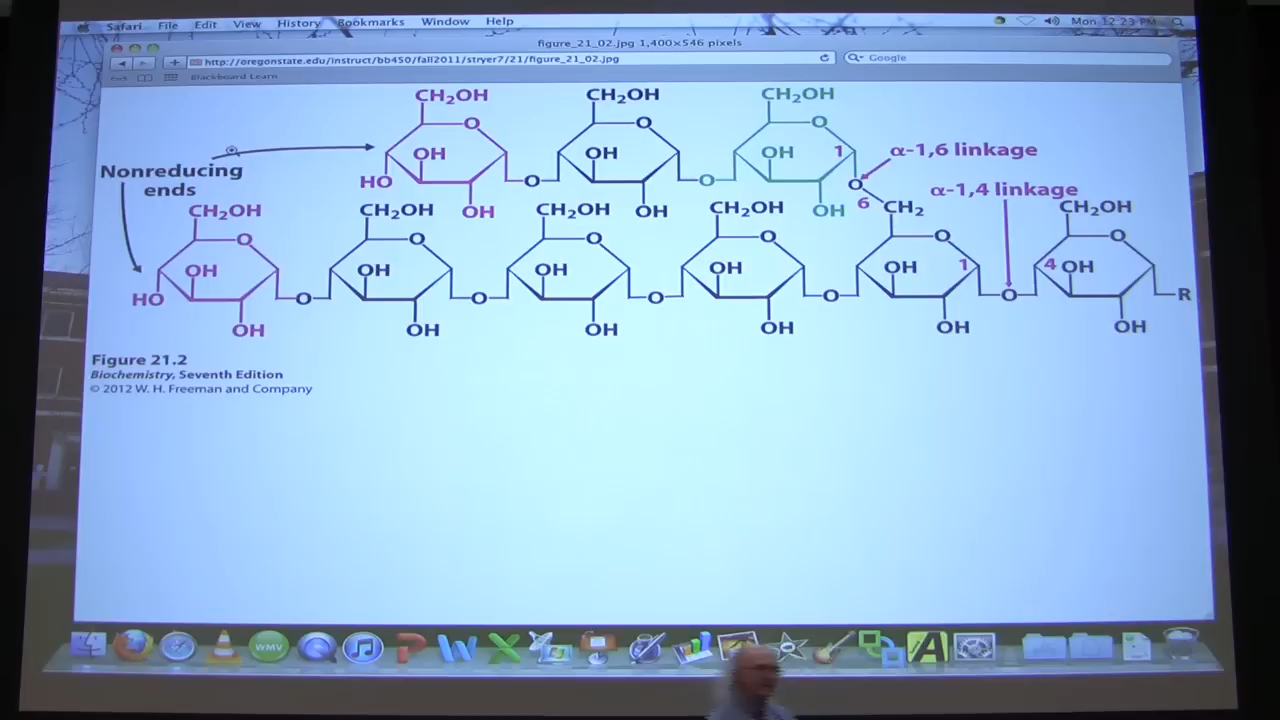 Safari File Edit View History Bookmarks Window Help Mon 12:23 PM
figure_21_02.jpg 1,400×546 pixels
http://oregonstate.edu/instruct/bb450/fall2011/stryer7/21/figure_21_02.jpg
Google
Blackboard Learn
CH₂OH CH₂OH CH₂OH
O O O
OH OH OH 1 α-1,6 linkage
Nonreducing
ends
HO O O O
OH OH OH 6 CH₂ α-1,4 linkage
CH₂OH CH₂OH CH₂OH CH₂OH CH₂OH
O O O O O O
OH OH OH OH OH 1 4 OH
HO O O O O O R
OH OH OH OH OH OH
Figure 21.2
Biochemistry, Seventh Edition
© 2012 W. H. Freeman and Company
WMV
P W X A